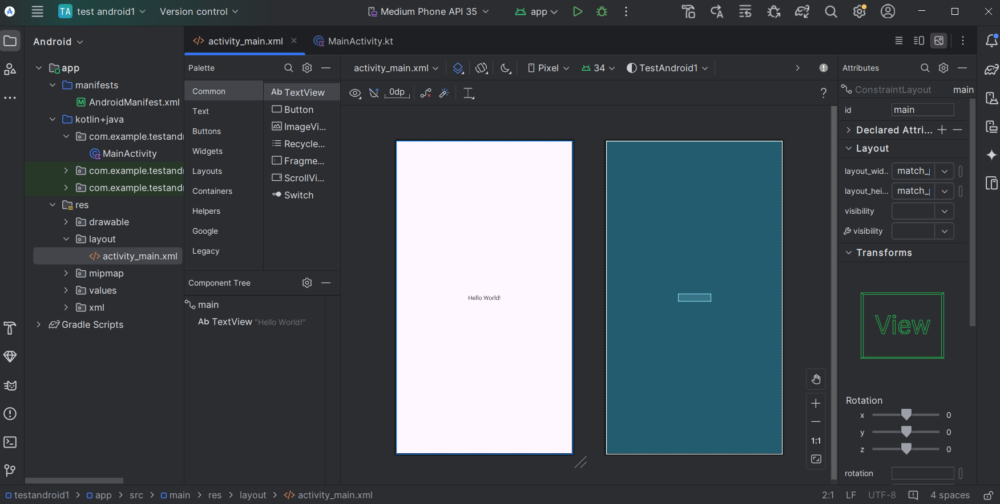 TA test android1 Version control Medium Phone API 35 app
Android
activity_main.xml
MainActivity.kt
app
manifests
M AndroidManifest.xml
kotlin+java
com.example.testandr
MainActivity
com.example.testandr
com.example.testandr
res
drawable
layout
activity_main.xml
mipmap
values
xml
Gradle Scripts
Palette
Common
Text
Buttons
Widgets
Layouts
Containers
Helpers
Google
Legacy
Ab TextView
Button
ImageVi...
Recycle...
Fragme...
ScrollVi...
Switch
Component Tree
main
Ab TextView "Hello World!"
activity_main.xml Pixel 34 TestAndroid1
0dp ?
Hello World!
1:1
Attributes
ConstraintLayout main
id main
Declared Attri...
Layout
layout_wid.. match_
layout_hei... match_
visibility
visibility
Transforms
View
Rotation
x 0
y 0
z 0
rotation
testandroid1 > app > src > main > res > layout > activity_main.xml 2:1 LF UTF-8 4 spaces